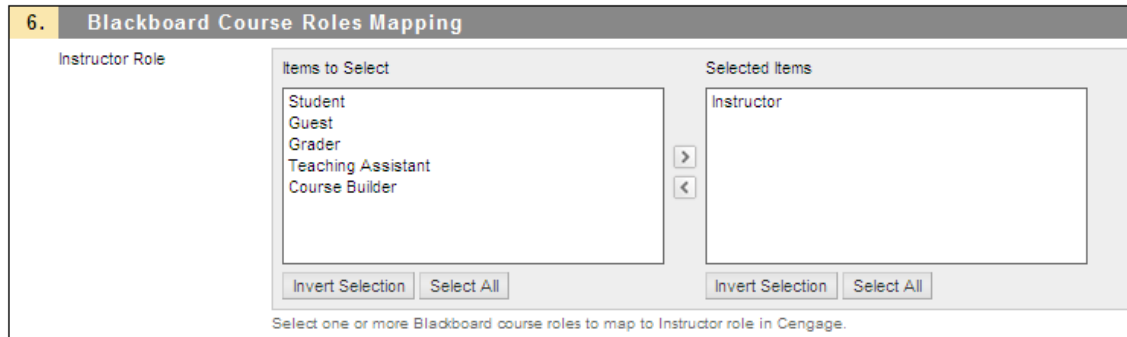 6. Blackboard Course Roles Mapping
Instructor Role
Items to Select
Student
Guest
Grader
Teaching Assistant
Course Builder
Invert Selection Select All
Selected Items
Instructor
Invert Selection Select All
Select one or more Blackboard course roles to map to Instructor role in Cengage.